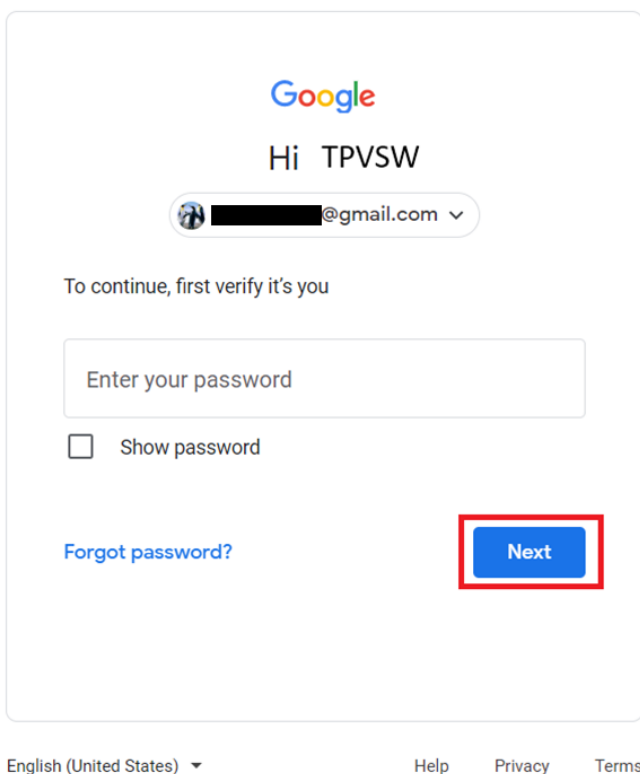 Google
Hi TPVSW
@gmail.com
To continue, first verify it's you
Enter your password
Show password
Forgot password?
Next
English (United States)
Help Privacy Terms